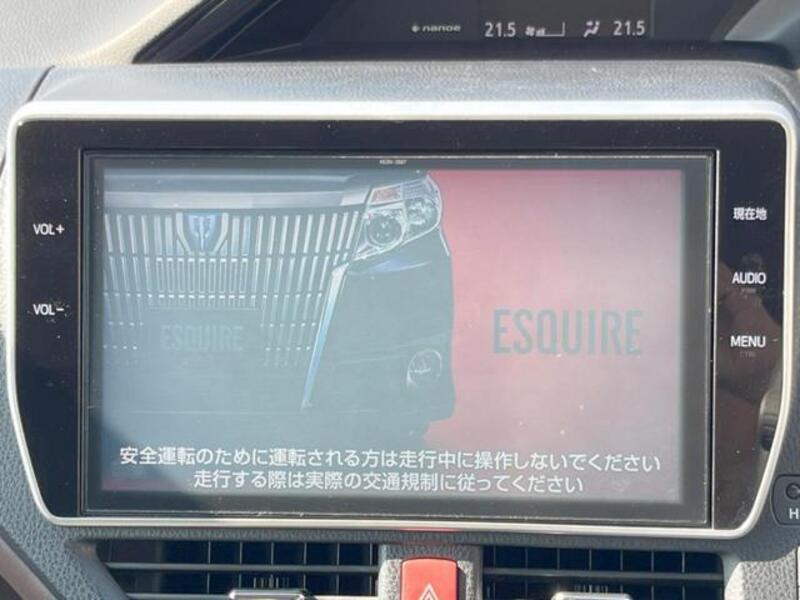 nanoe 21.5 21.5
VOL+
VOL-
現在地
AUDIO
MENU
ESQUIRE
ESQUIRE
安全運転のために運転される方は走行中に操作しないでください
走行する際は実際の交通規制に従ってください
H